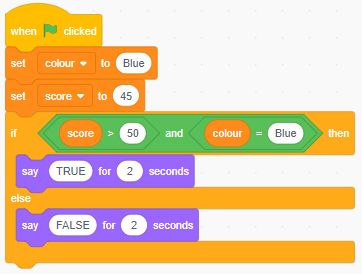 when clicked
set colour to Blue
set score to 45
if score > 50 and colour = Blue then
say TRUE for 2 seconds
else
say FALSE for 2 seconds